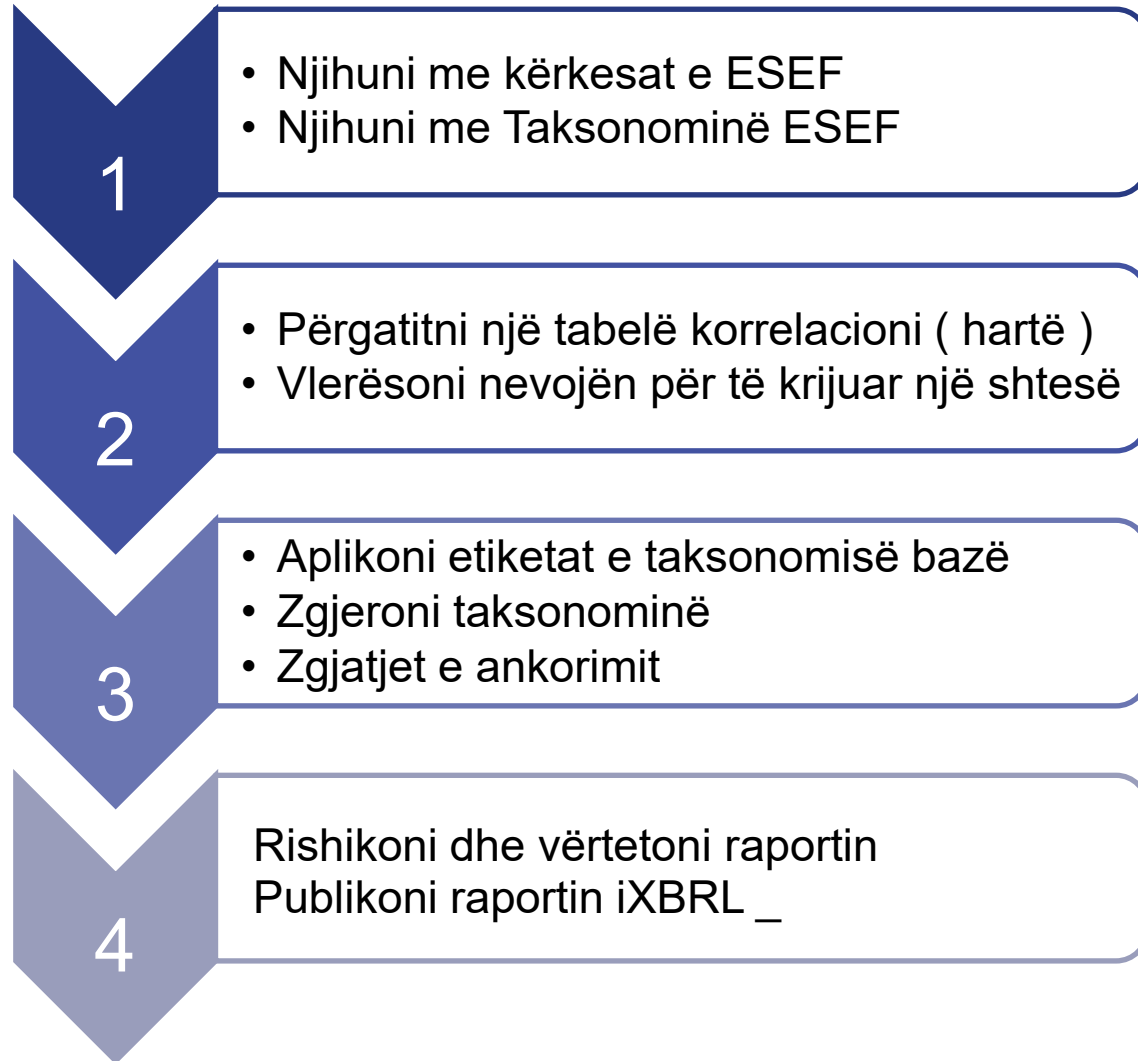 1
• Njihuni me kërkesat e ESEF
• Njihuni me Taksonominë ESEF
2
• Përgatitni një tabelë korrelacioni ( hartë )
• Vlerësoni nevojën për të krijuar një shtesë
3
• Aplikoni etiketat e taksonomisë bazë
• Zgjeroni taksonominë
• Zgjatjet e ankorimit
4
Rishikoni dhe vërtetoni raportin
Publikoni raportin iXBRL _